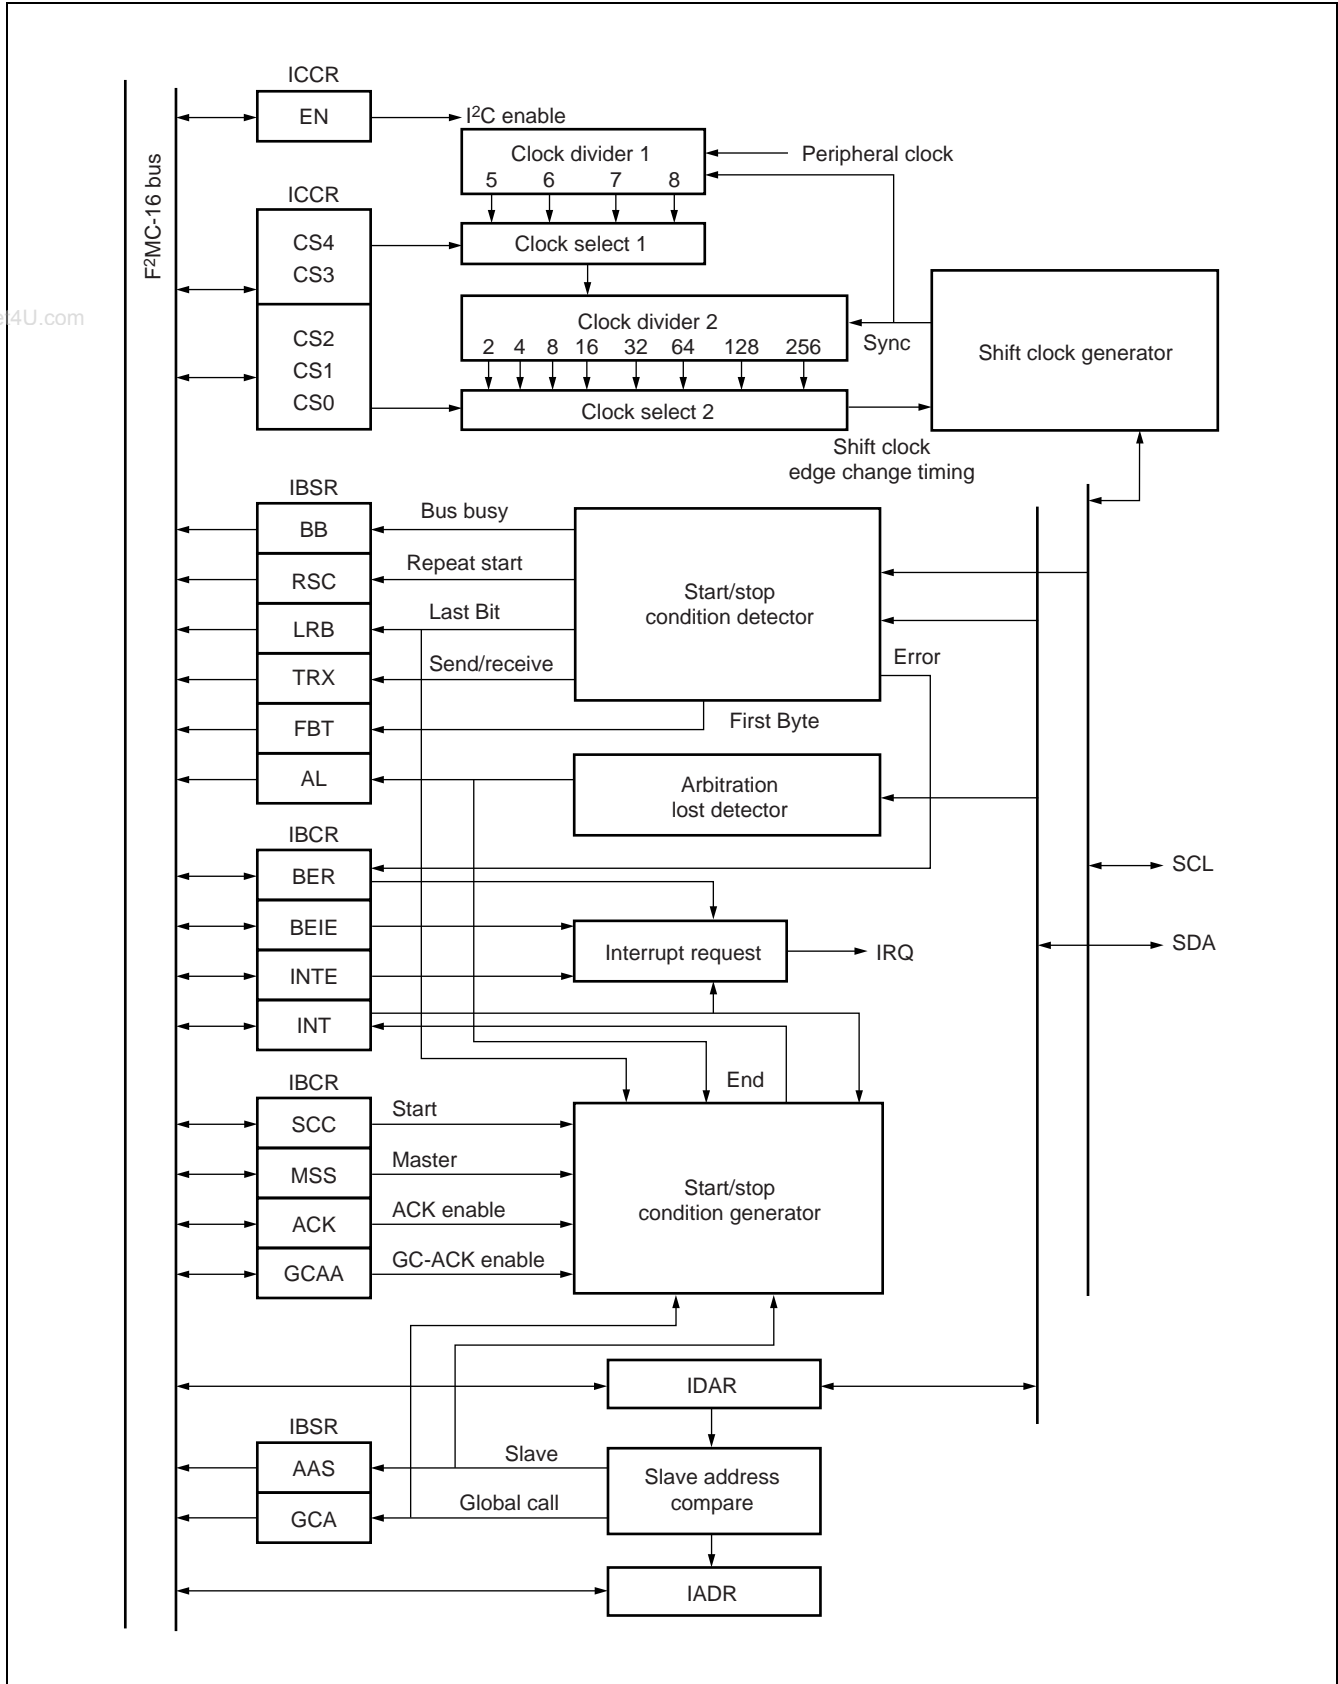 ICCR
EN
I²C enable
Clock divider 1
5 6 7 8
Peripheral clock
F²MC-16 bus
ICCR
CS4
CS3
Clock select 1
et4U.com
CS2
CS1
CS0
Clock divider 2
2 4 8 16 32 64 128 256
Sync
Shift clock generator
Clock select 2
Shift clock
edge change timing
IBSR
BB
Bus busy
RSC
Repeat start
LRB
Last Bit
TRX
Send/receive
FBT
First Byte
AL
Start/stop
condition detector
Error
Arbitration
lost detector
IBCR
BER
BEIE
INTE
INT
Interrupt request
IRQ
SCL
SDA
End
IBCR
SCC
Start
MSS
Master
ACK
ACK enable
GCAA
GC-ACK enable
Start/stop
condition generator
IDAR
IBSR
AAS
Slave
GCA
Global call
Slave address
compare
IADR